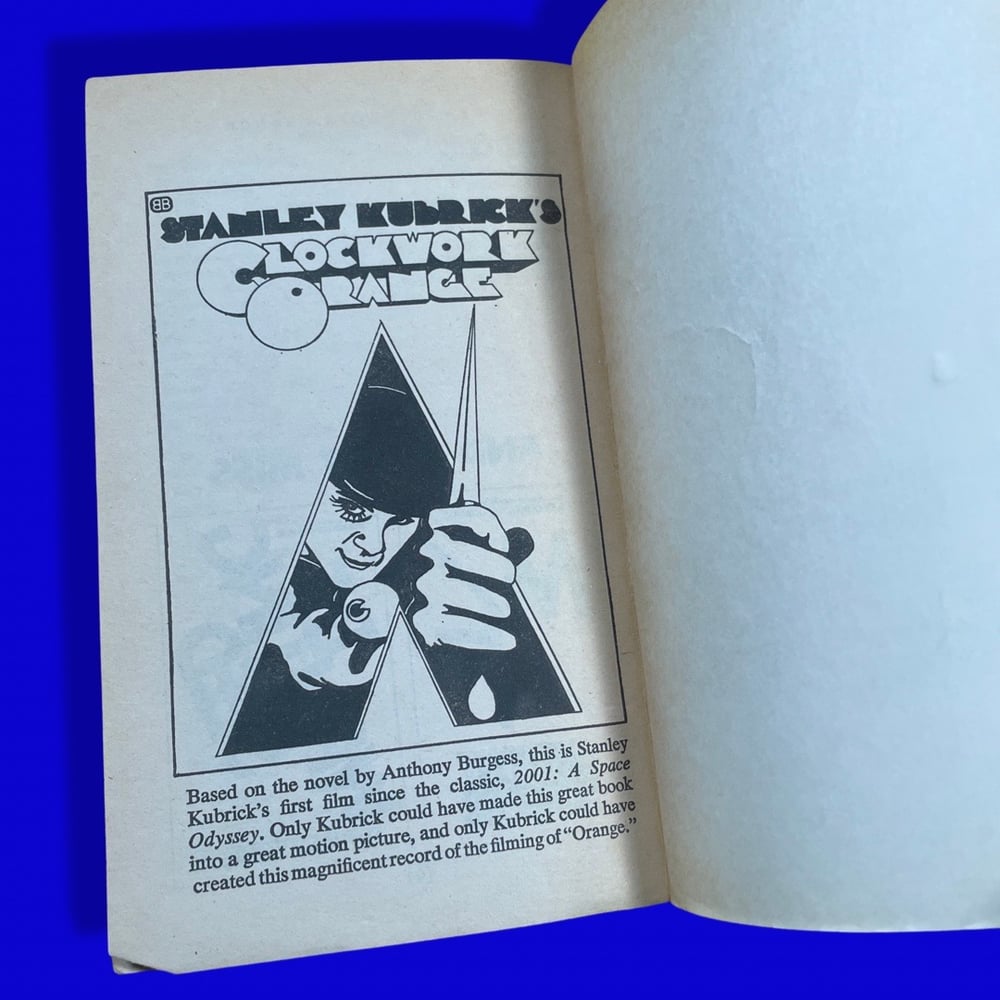 BB
STANLEY KUBRICK'S
CLOCKWORK
ORANGE
Based on the novel by Anthony Burgess, this is Stanley
Kubrick's first film since the classic, 2001: A Space
Odyssey. Only Kubrick could have made this great book
into a great motion picture, and only Kubrick could have
created this magnificent record of the filming of “Orange.”